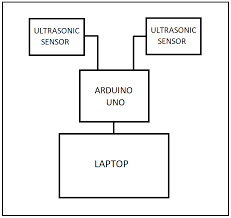 ULTRASONIC
SENSOR
ULTRASONIC
SENSOR
ARDUINO
UNO
LAPTOP